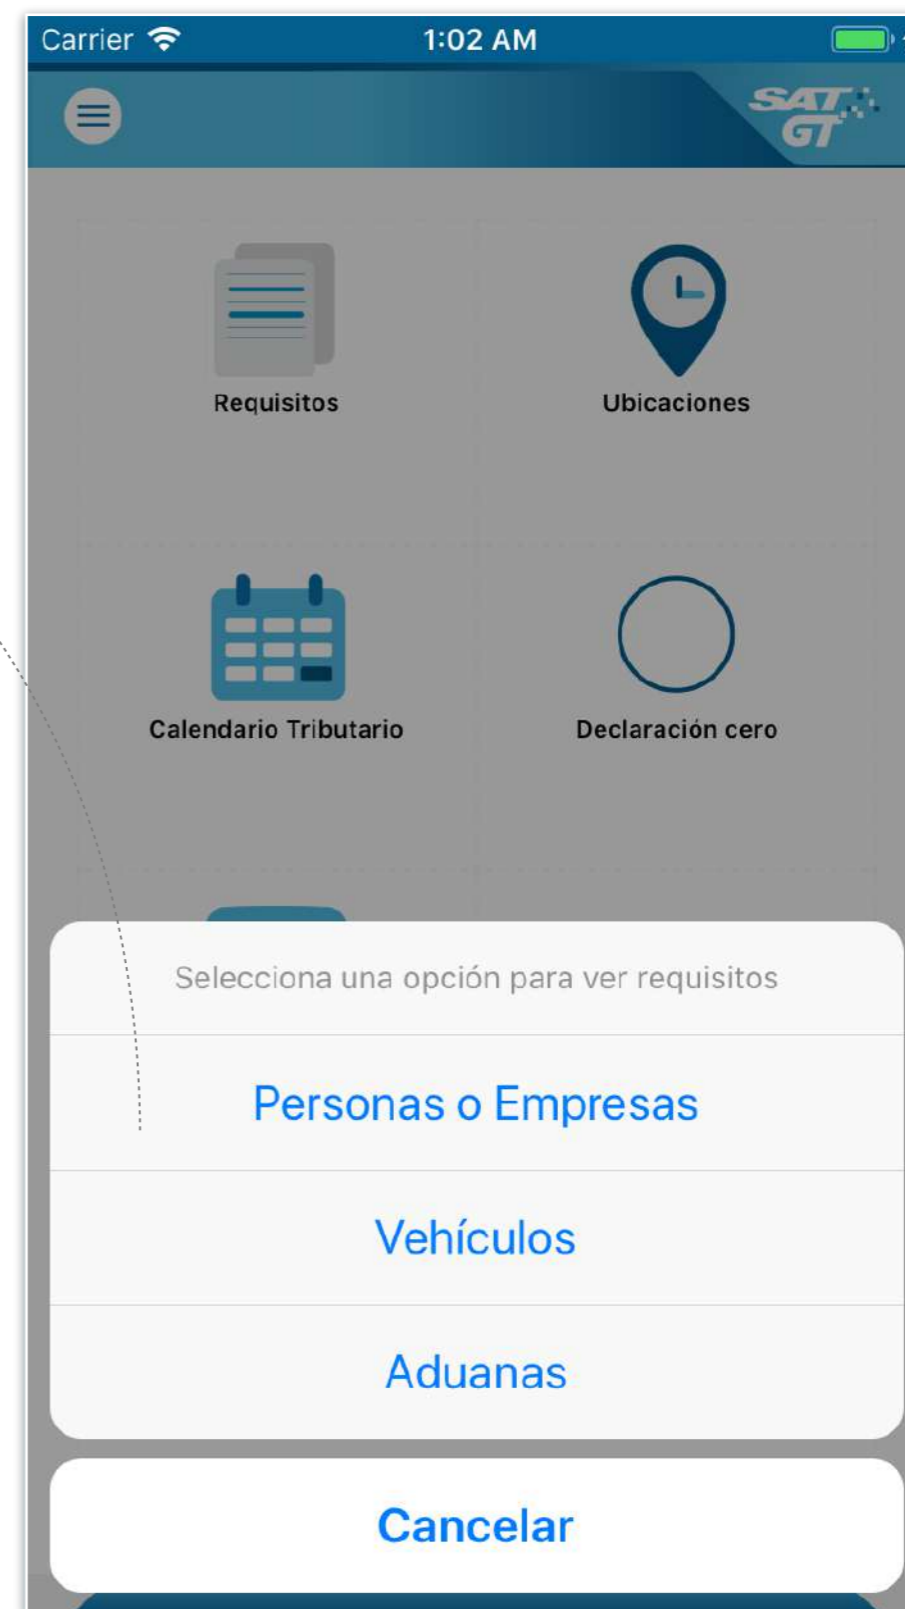 Carrier 1:02 AM
SAT
GT
Requisitos Ubicaciones
Calendario Tributario Declaración cero
Selecciona una opción para ver requisitos
Personas o Empresas
Vehículos
Aduanas
Cancelar